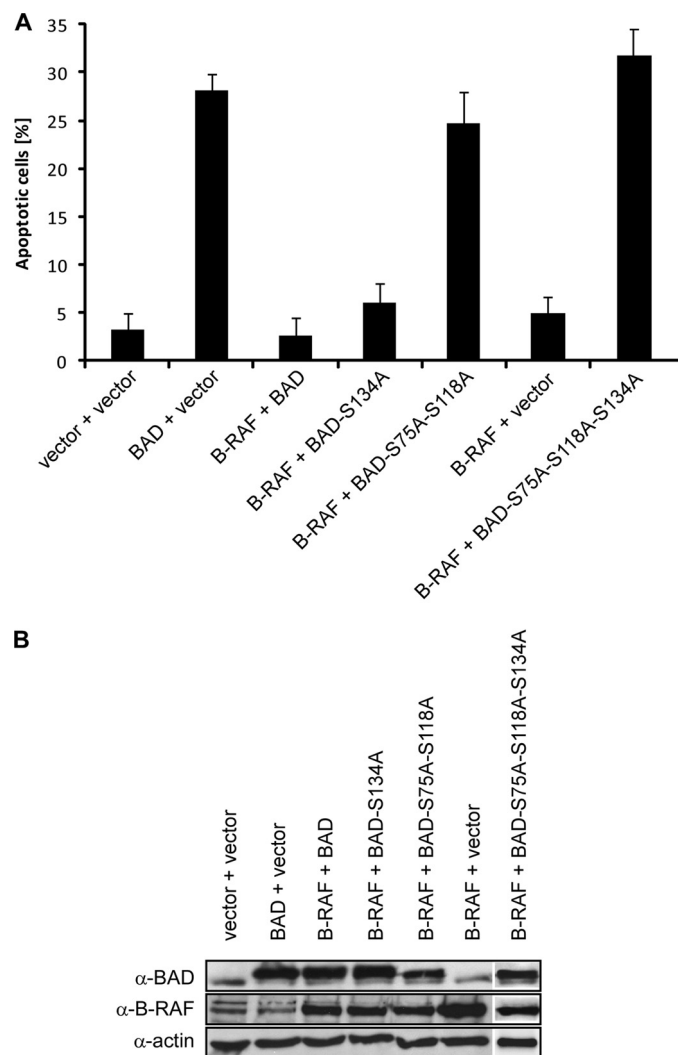 A
Apoptotic cells [%]
35
30
25
20
15
10
5
0
vector + vector
BAD + vector
B-RAF + BAD
B-RAF + BAD-S134A
B-RAF + BAD-S75A-S118A
B-RAF + vector
B-RAF + BAD-S75A-S118A-S134A
B
vector + vector
BAD + vector
B-RAF + BAD
B-RAF + BAD-S134A
B-RAF + BAD-S75A-S118A
B-RAF + vector
B-RAF + BAD-S75A-S118A-S134A
α-BAD
α-B-RAF
α-actin